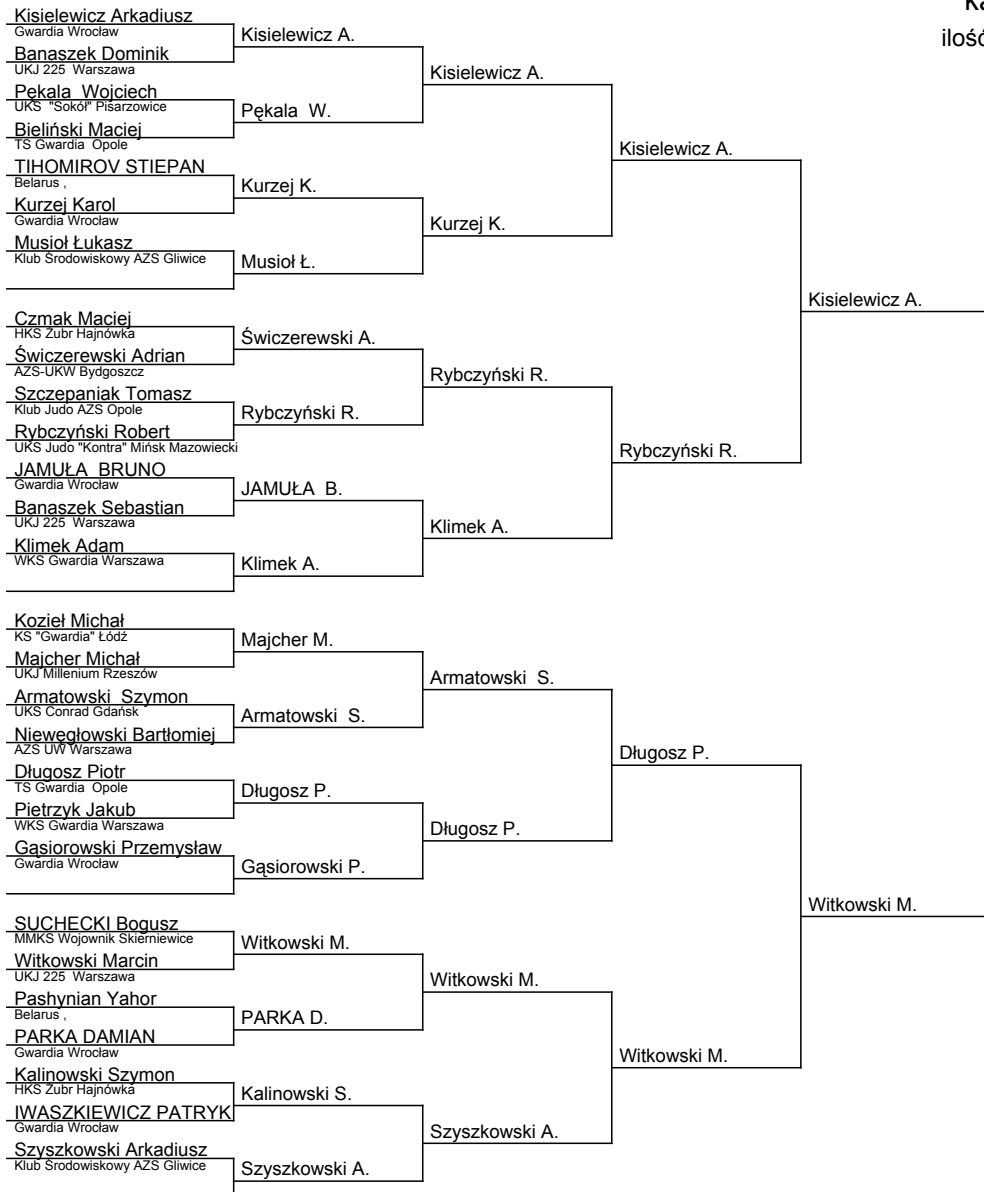 Kisielewicz Arkadiusz
Gwardia Wrocław
Banaszek Dominik
UKJ 225 Warszawa
Pękala Wojciech
UKS "Sokół" Pisarzowice
Bieliński Maciej
TS Gwardia Opole
TIHOMIROV STIEPAN
Belarus ,
Kurzej Karol
Gwardia Wrocław
Musioł Łukasz
Klub Środowiskowy AZS Gliwice
Czmak Maciej
HKS Żubr Hajnówka
Świczerewski Adrian
AZS-UKW Bydgoszcz
Szczepaniak Tomasz
Klub Judo AZS Opole
Rybczyński Robert
UKS Judo "Kontra" Mińsk Mazowiecki
JAMUŁA BRUNO
Gwardia Wrocław
Banaszek Sebastian
UKJ 225 Warszawa
Klimek Adam
WKS Gwardia Warszawa
Kozieł Michał
KS "Gwardia" Łódź
Majcher Michał
UKJ Millenium Rzeszów
Armatowski Szymon
UKS Conrad Gdańsk
Niewęgłowski Bartłomiej
AZS UW Warszawa
Długosz Piotr
TS Gwardia Opole
Pietrzyk Jakub
WKS Gwardia Warszawa
Gąsiorowski Przemysław
Gwardia Wrocław
SUCHECKI Bogusz
MMKS Wojownik Skierniewice
Witkowski Marcin
UKJ 225 Warszawa
Pashynian Yahor
Belarus ,
PARKA DAMIAN
Gwardia Wrocław
Kalinowski Szymon
HKS Żubr Hajnówka
IWASZKIEWICZ PATRYK
Gwardia Wrocław
Szyszkowski Arkadiusz
Klub Środowiskowy AZS Gliwice
Kisielewicz A.
Pękala W.
Kurzej K.
Musioł Ł.
Świczerewski A.
Rybczyński R.
JAMUŁA B.
Klimek A.
Majcher M.
Armatowski S.
Długosz P.
Gąsiorowski P.
Witkowski M.
PARKA D.
Kalinowski S.
Szyszkowski A.
Kisielewicz A.
Kurzej K.
Rybczyński R.
Klimek A.
Armatowski S.
Długosz P.
Witkowski M.
Szyszkowski A.
Kisielewicz A.
Rybczyński R.
Długosz P.
Witkowski M.
Kisielewicz A.
Witkowski M.
ilość